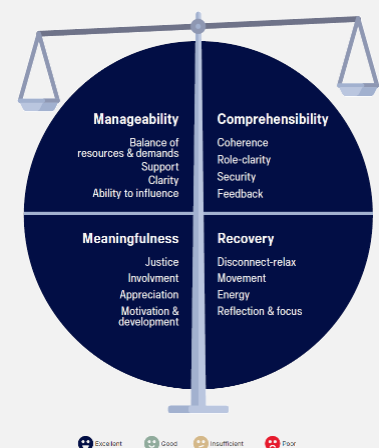 Manageability
Balance of
resources & demands
Support
Clarity
Ability to influence
Comprehensibility
Coherence
Role-clarity
Security
Feedback
Meaningfulness
Justice
Involvment
Appreciation
Motivation &
development
Recovery
Disconnect-relax
Movement
Energy
Reflection & focus
Excellent
Good
Insufficient
Poor